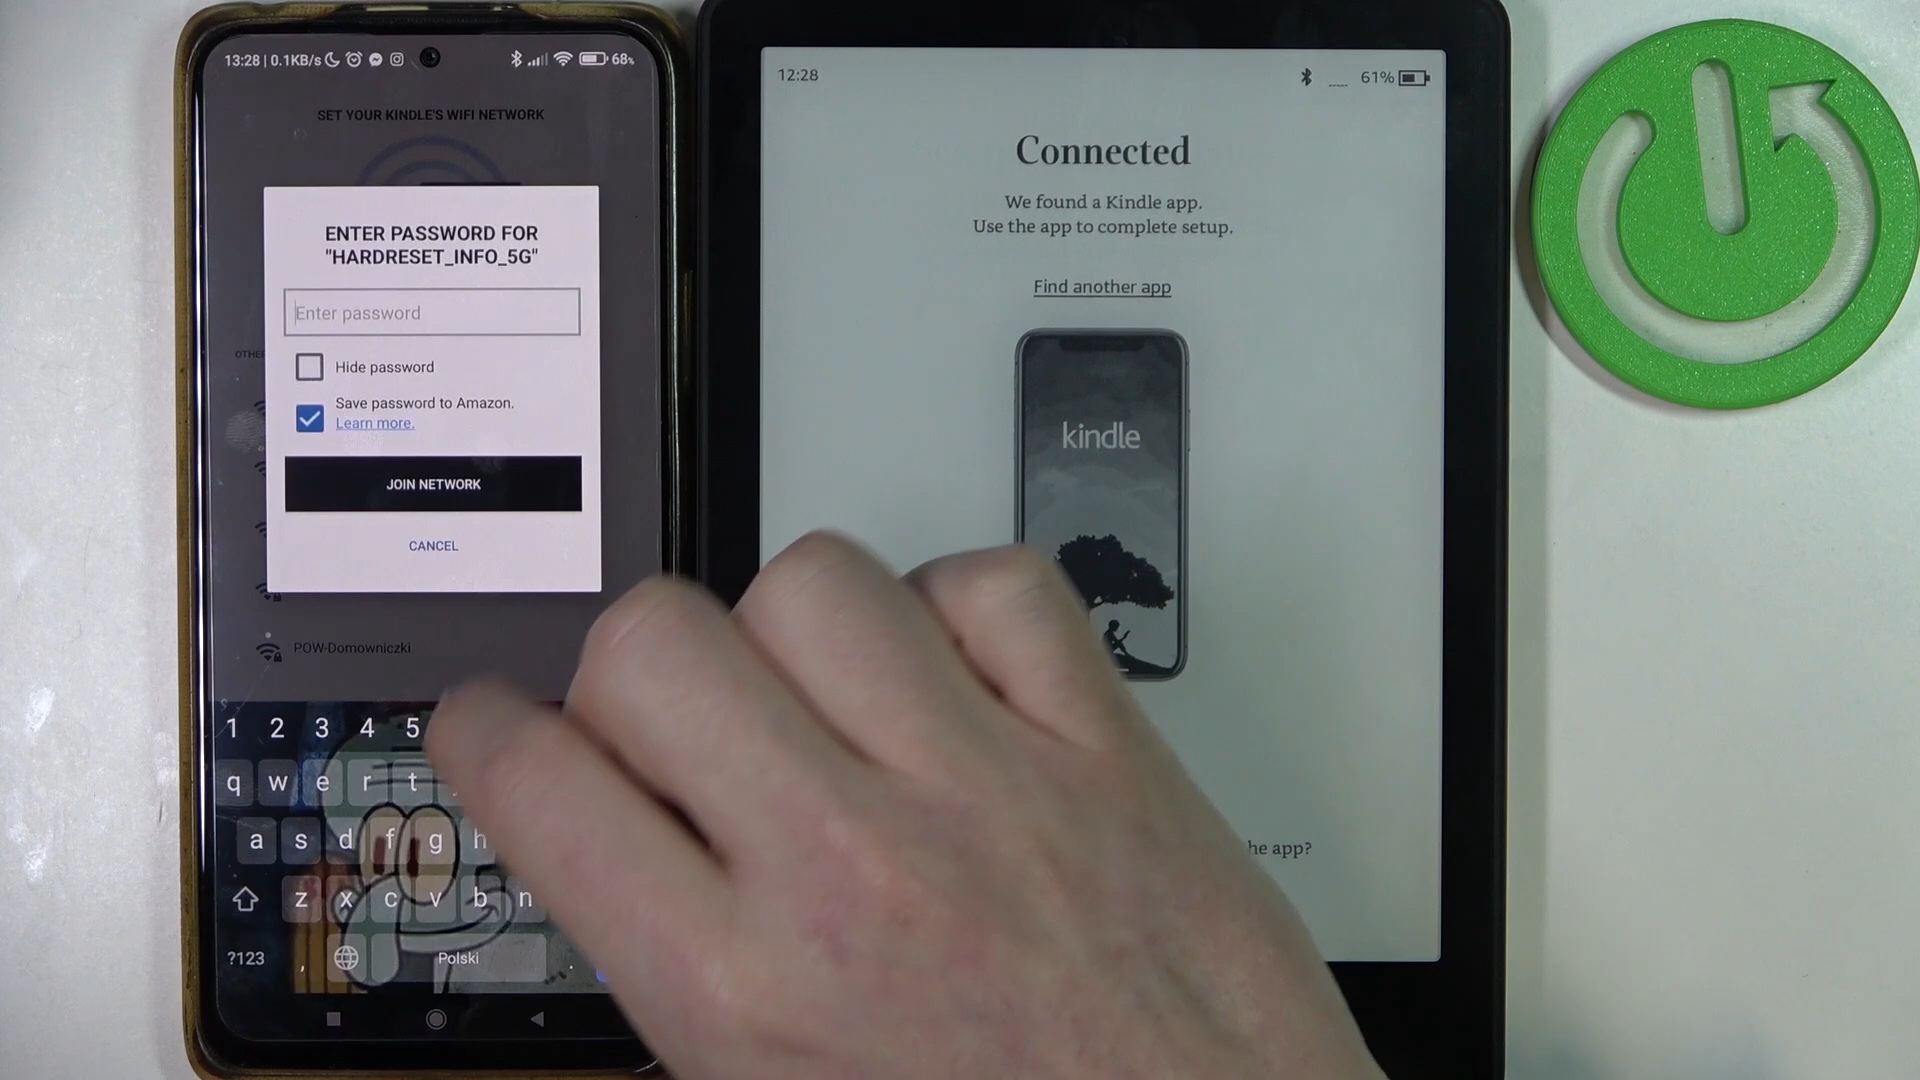 13:28 | 0.1KB/s
68%
SET YOUR KINDLE'S WIFI NETWORK
ENTER PASSWORD FOR
"HARDRESET_INFO_5G"
Enter password
Hide password
Save password to Amazon.
Learn more.
JOIN NETWORK
CANCEL
POW-Domowniczki
1 2 3 4 5
q w e r t
a s d f g h
z x c v b n
?123 , Polski .
12:28
61%
Connected
We found a Kindle app.
Use the app to complete setup.
Find another app
kindle
he app?